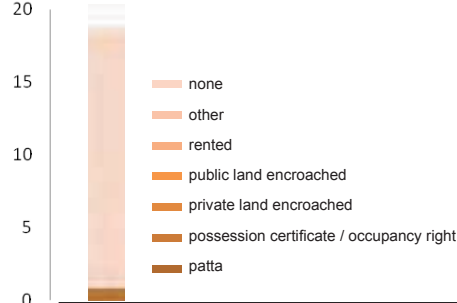 20
15
10
5
0
none
other
rented
public land encroached
private land encroached
possession certificate / occupancy right
patta